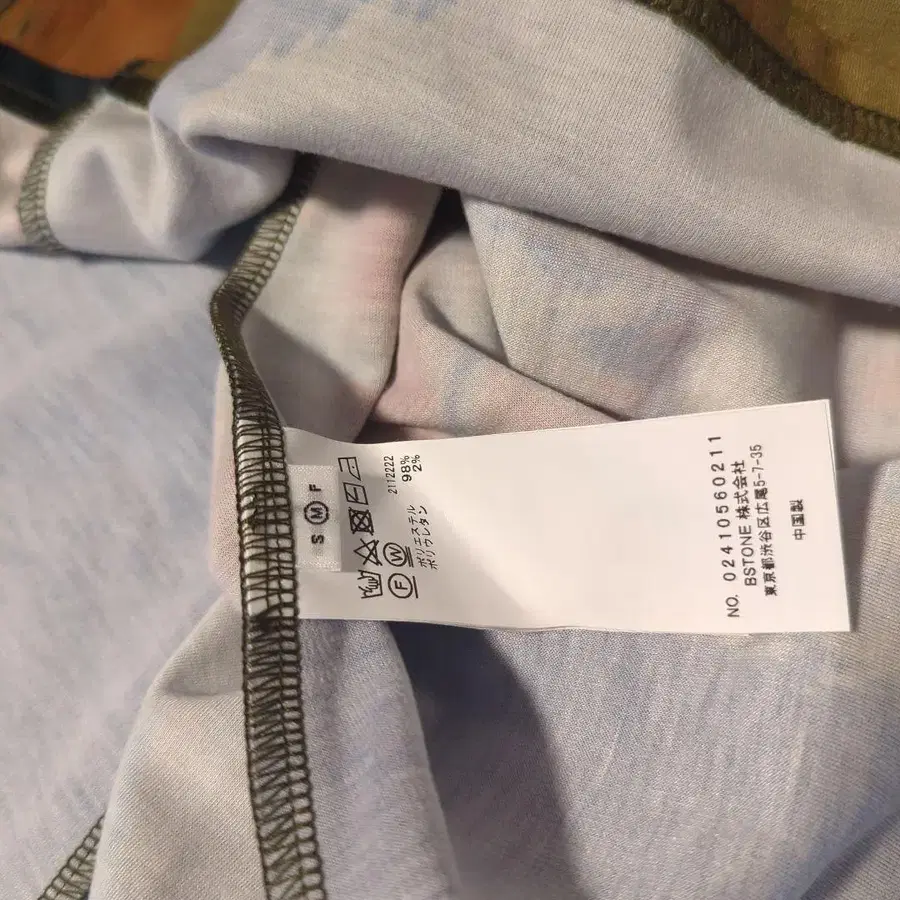 S Ⓜ F
2112222
ポリエステル 98%
ポリウレタン 2%
NO. 02410560211
BSTONE 株式会社
東京都渋谷区広尾5-7-35
中国製